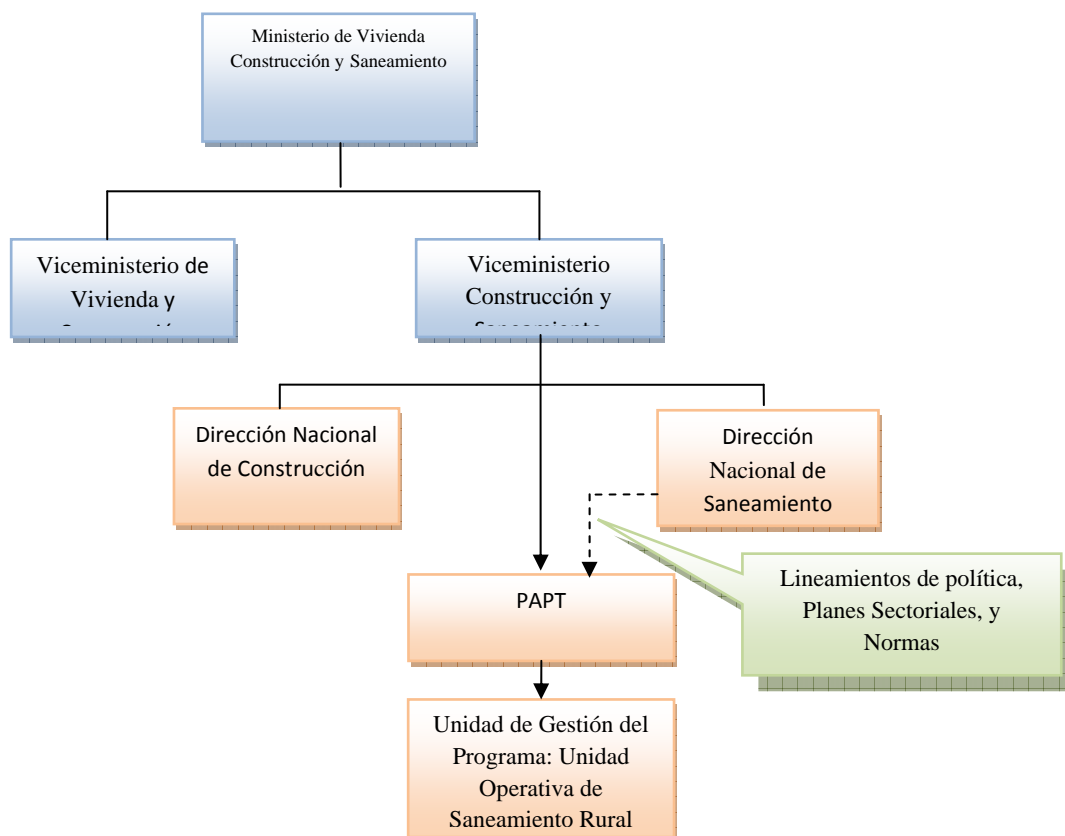 Ministerio de Vivienda
Construcción y Saneamiento
Viceministerio de
Vivienda y
Viceministerio
Construcción y
Saneamiento
Dirección Nacional
de Construcción
Dirección
Nacional de
Saneamiento
Lineamientos de política,
Planes Sectoriales, y
Normas
PAPT
Unidad de Gestión del
Programa: Unidad
Operativa de
Saneamiento Rural